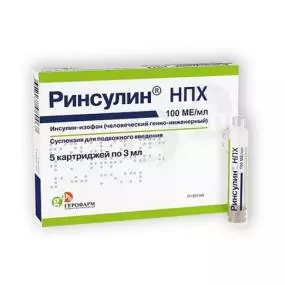 Ринсулин® НПХ
100 МЕ/мл
Инсулин-изофан (человеческий генно-инженерный)
Суспензия для подкожного введения
5 картриджей по 3 мл
ГЕРОФАРМ
Ринсулин НПХ
100 МЕ/мл